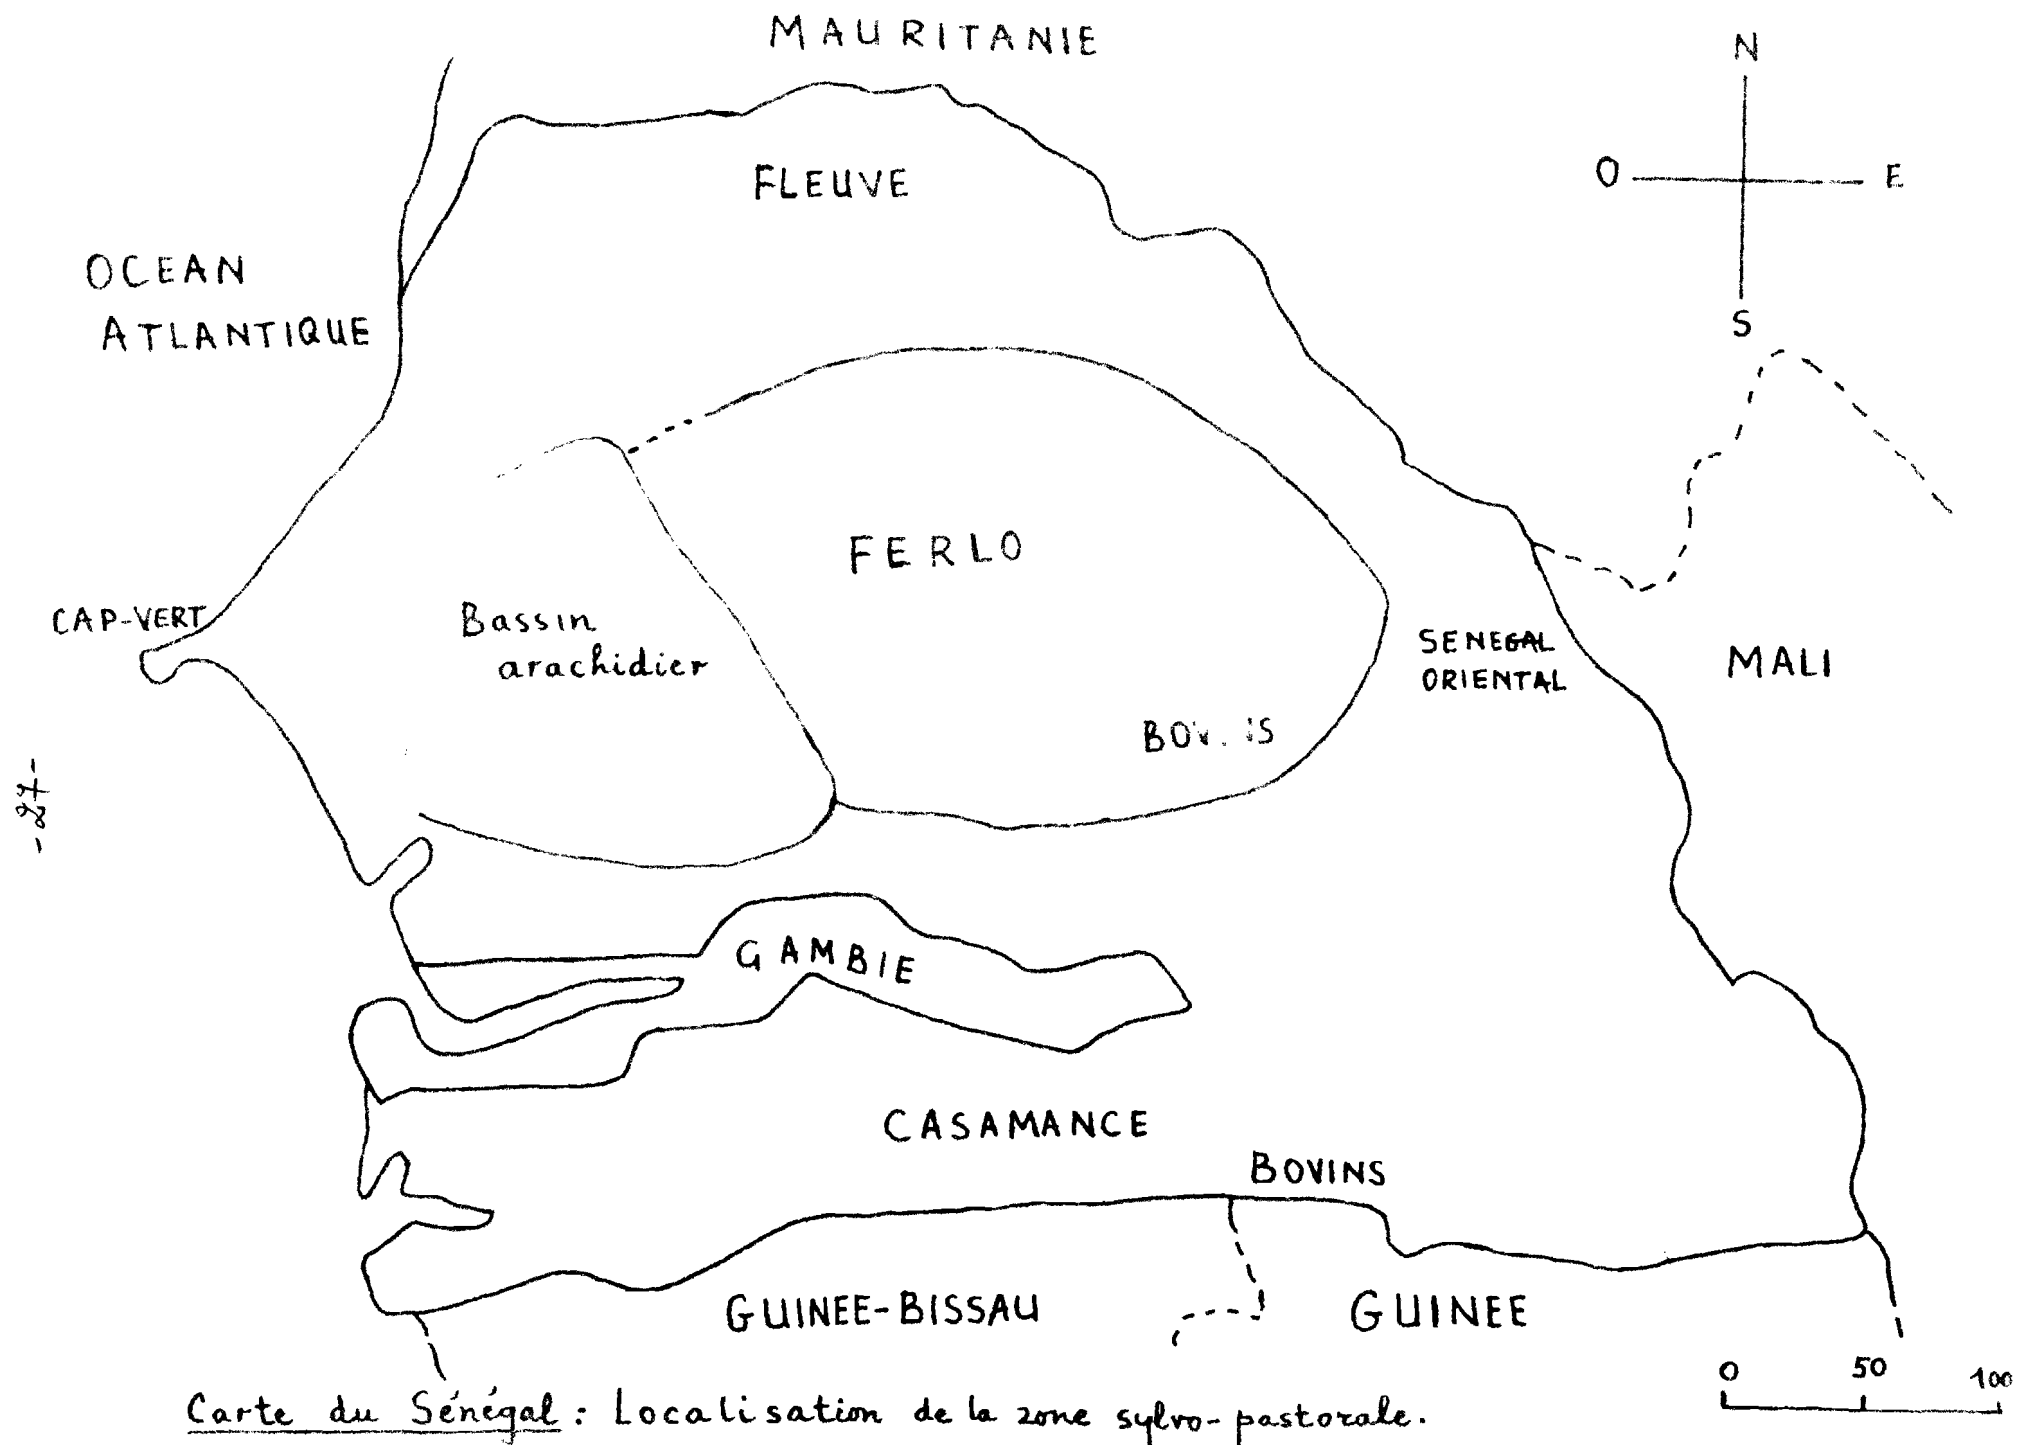 MAURITANIE
N
FLEUVE
O
E
OCEAN
ATLANTIQUE
S
FERLO
CAP-VERT
Bassin
arachidier
SENEGAL
ORIENTAL
MALI
-27-
GAMBIE
CASAMANCE
BOVINS
GUINEE-BISSAU
GUINEE
0 50 100
Carte du Sénégal : Localisation de la zone sylvo-pastorale.